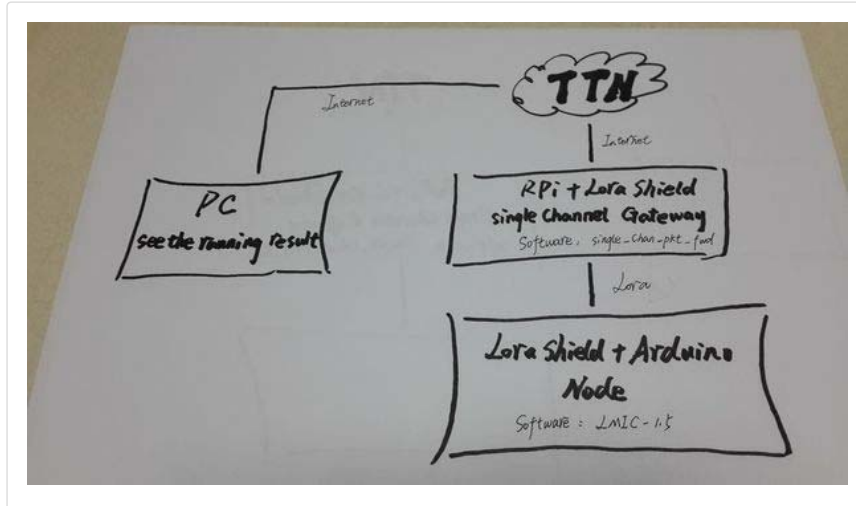 TTN
Internet
Internet
PC
see the running result
RPi + Lora Shield
single Channel Gateway
Software: single_chan_pkt_fwd
Lora
Lora Shield + Arduino
Node
Software: LMIC-1.5